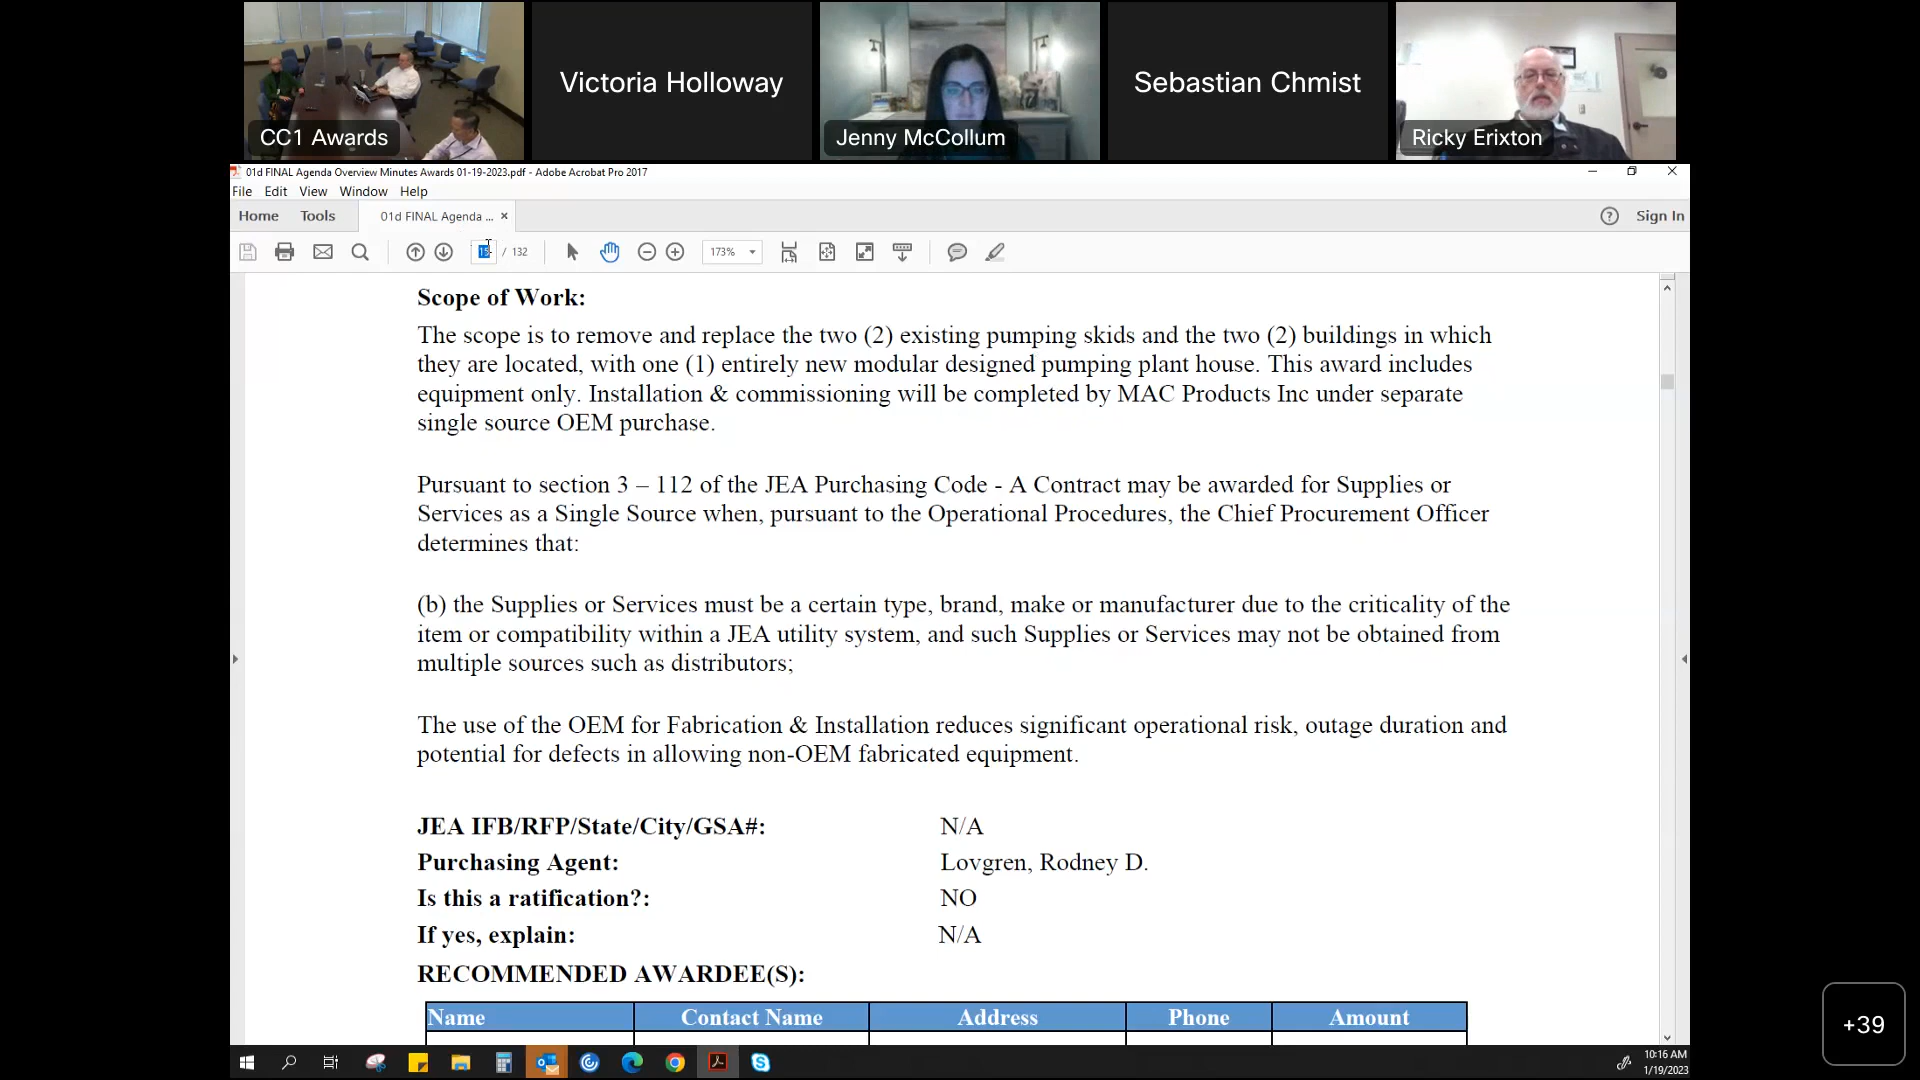 Victoria Holloway
Sebastian Chmist
CC1 Awards
Jenny McCollum
Ricky Erixton
01d FINAL Agenda Overview Minutes Awards 01-19-2023.pdf - Adobe Acrobat Pro 2017
File Edit View Window Help
Home Tools 01d FINAL Agenda ... × Sign In
15 / 132 173%
Scope of Work:
The scope is to remove and replace the two (2) existing pumping skids and the two (2) buildings in which
they are located, with one (1) entirely new modular designed pumping plant house. This award includes
equipment only. Installation & commissioning will be completed by MAC Products Inc under separate
single source OEM purchase.
Pursuant to section 3 – 112 of the JEA Purchasing Code - A Contract may be awarded for Supplies or
Services as a Single Source when, pursuant to the Operational Procedures, the Chief Procurement Officer
determines that:
(b) the Supplies or Services must be a certain type, brand, make or manufacturer due to the criticality of the
item or compatibility within a JEA utility system, and such Supplies or Services may not be obtained from
multiple sources such as distributors;
The use of the OEM for Fabrication & Installation reduces significant operational risk, outage duration and
potential for defects in allowing non-OEM fabricated equipment.
JEA IFB/RFP/State/City/GSA#: N/A
Purchasing Agent: Lovgren, Rodney D.
Is this a ratification?: NO
If yes, explain: N/A
RECOMMENDED AWARDEE(S):
Name Contact Name Address Phone Amount
+39
10:16 AM
1/19/2023